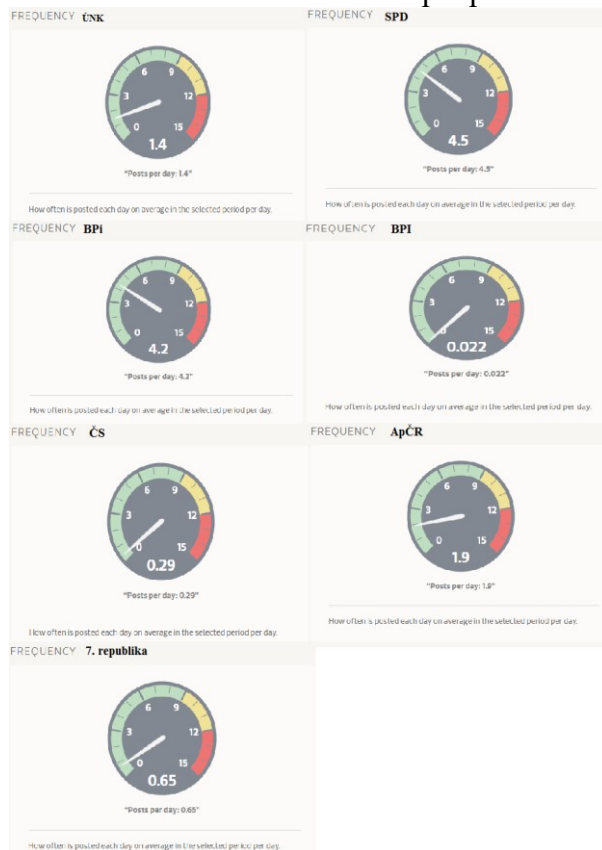 FREQUENCY ÚNK
6 9
3 12
0 15
1.4
"Posts per day: 1.4"
How often is posted each day on average in the selected period per day.
FREQUENCY SPD
6 9
3 12
0 15
4.5
"Posts per day: 4.5"
How often is posted each day on average in the selected period per day.
FREQUENCY BPi
6 9
3 12
0 15
4.2
"Posts per day: 4.2"
How often is posted each day on average in the selected period per day.
FREQUENCY BPI
6 9
3 12
0 15
0.022
"Posts per day: 0.022"
How often is posted each day on average in the selected period per day.
FREQUENCY ČS
6 9
3 12
0 15
0.29
"Posts per day: 0.29"
How often is posted each day on average in the selected period per day.
FREQUENCY ApČR
6 9
3 12
0 15
1.9
"Posts per day: 1.9"
How often is posted each day on average in the selected period per day.
FREQUENCY 7. republika
6 9
3 12
0 15
0.65
"Posts per day: 0.65"
How often is posted each day on average in the selected period per day.